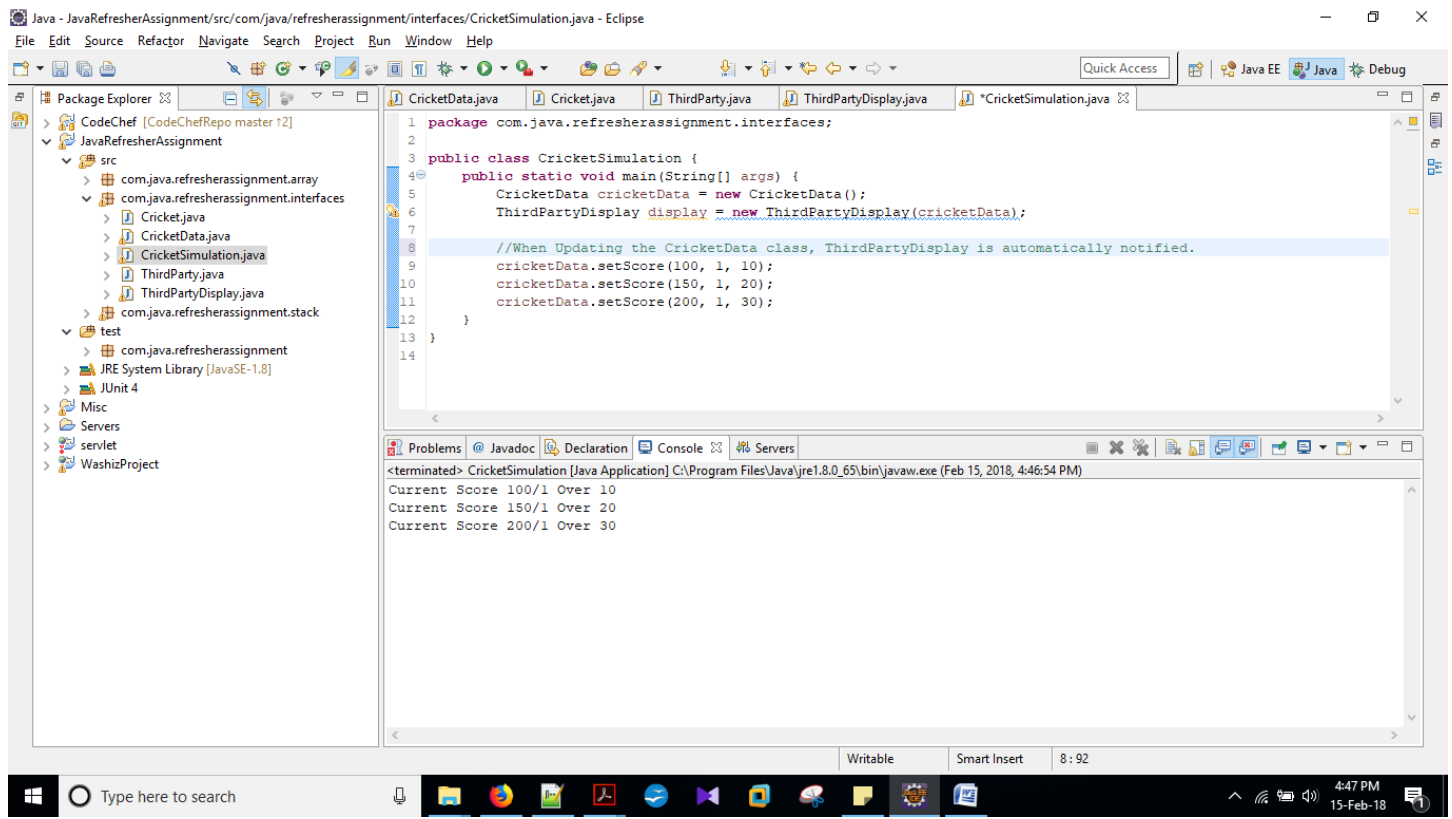 Java - JavaRefresherAssignment/src/com/java/refresherassignment/interfaces/CricketSimulation.java - Eclipse
File Edit Source Refactor Navigate Search Project Run Window Help
Quick Access
Java EE
Java
Debug
Package Explorer
CodeChef [CodeChefRepo master ↑2]
JavaRefresherAssignment
src
com.java.refresherassignment.array
com.java.refresherassignment.interfaces
Cricket.java
CricketData.java
CricketSimulation.java
ThirdParty.java
ThirdPartyDisplay.java
com.java.refresherassignment.stack
test
com.java.refresherassignment
JRE System Library [JavaSE-1.8]
JUnit 4
Misc
Servers
servlet
WashizProject
CricketData.java Cricket.java ThirdParty.java ThirdPartyDisplay.java *CricketSimulation.java
1 package com.java.refresherassignment.interfaces;
2
3 public class CricketSimulation {
4 public static void main(String[] args) {
5 CricketData cricketData = new CricketData();
6 ThirdPartyDisplay display = new ThirdPartyDisplay(cricketData);
7
8 //When Updating the CricketData class, ThirdPartyDisplay is automatically notified.
9 cricketData.setScore(100, 1, 10);
10 cricketData.setScore(150, 1, 20);
11 cricketData.setScore(200, 1, 30);
12 }
13 }
14
Problems @ Javadoc Declaration Console Servers
<terminated> CricketSimulation [Java Application] C:\Program Files\Java\jre1.8.0_65\bin\javaw.exe (Feb 15, 2018, 4:46:54 PM)
Current Score 100/1 Over 10
Current Score 150/1 Over 20
Current Score 200/1 Over 30
Writable Smart Insert 8 : 92
Type here to search
4:47 PM
15-Feb-18
1